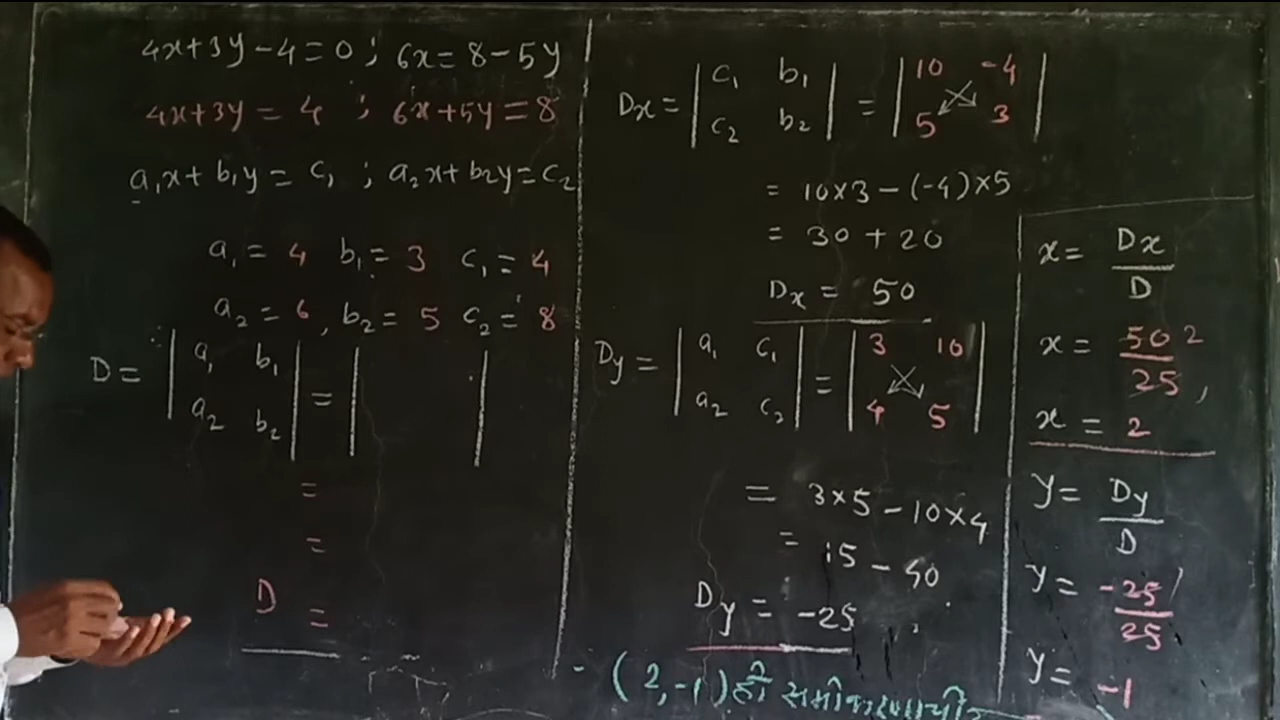 4x+3y-4=0 ; 6x=8-5y
4x+3y=4 ; 6x+5y=8
a₁x+b₁y=c₁ ; a₂x+b₂y=c₂
a₁=4 b₁=3 c₁=4
a₂=6, b₂=5 c₂=8
D= | a₁ b₁ | = | |
| a₂ b₂ |
=
=
D =
Dx= | c₁ b₁ | = | 10 -4 |
| c₂ b₂ | | 5 3 |
= 10×3-(-4)×5
= 30+20
Dx = 50
Dy= | a₁ c₁ | = | 3 10 |
| a₂ c₂ | | 4 5 |
= 3×5-10×4
= 15-40
Dy = -25
x= Dx/D
x= 50/25 2
x = 2
y= Dy/D
y= -25/25
y= -1
(2,-1) ही